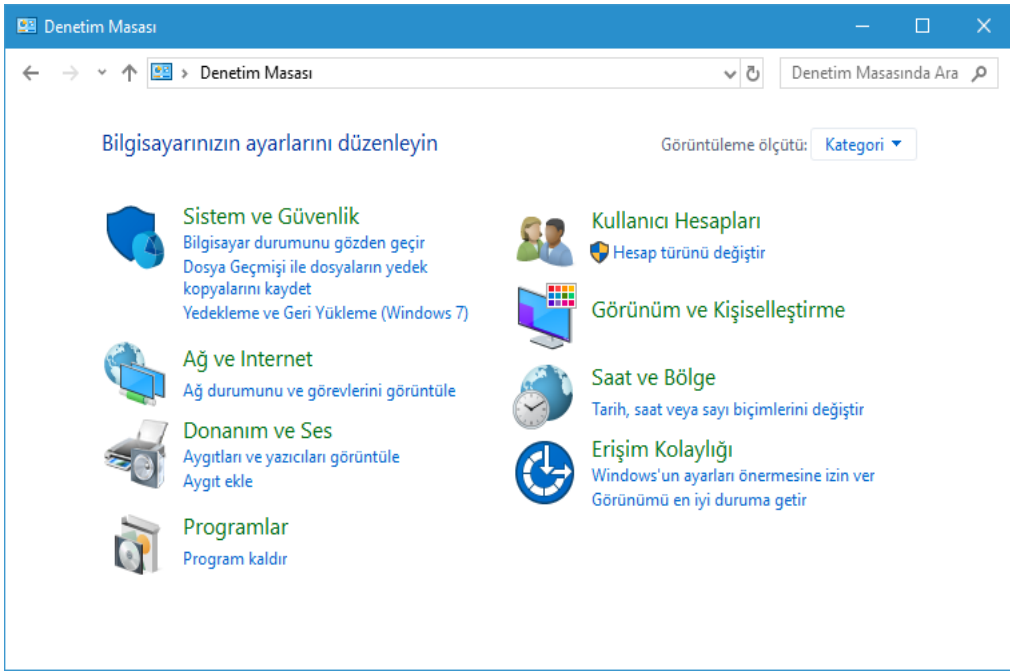 Denetim Masası
Denetim Masası
Denetim Masasında Ara
Bilgisayarınızın ayarlarını düzenleyin
Görüntüleme ölçütü: Kategori
Sistem ve Güvenlik
Bilgisayar durumunu gözden geçir
Dosya Geçmişi ile dosyaların yedek
kopyalarını kaydet
Yedekleme ve Geri Yükleme (Windows 7)
Ağ ve Internet
Ağ durumunu ve görevlerini görüntüle
Donanım ve Ses
Aygıtları ve yazıcıları görüntüle
Aygıt ekle
Programlar
Program kaldır
Kullanıcı Hesapları
Hesap türünü değiştir
Görünüm ve Kişiselleştirme
Saat ve Bölge
Tarih, saat veya sayı biçimlerini değiştir
Erişim Kolaylığı
Windows'un ayarları önermesine izin ver
Görünümü en iyi duruma getir